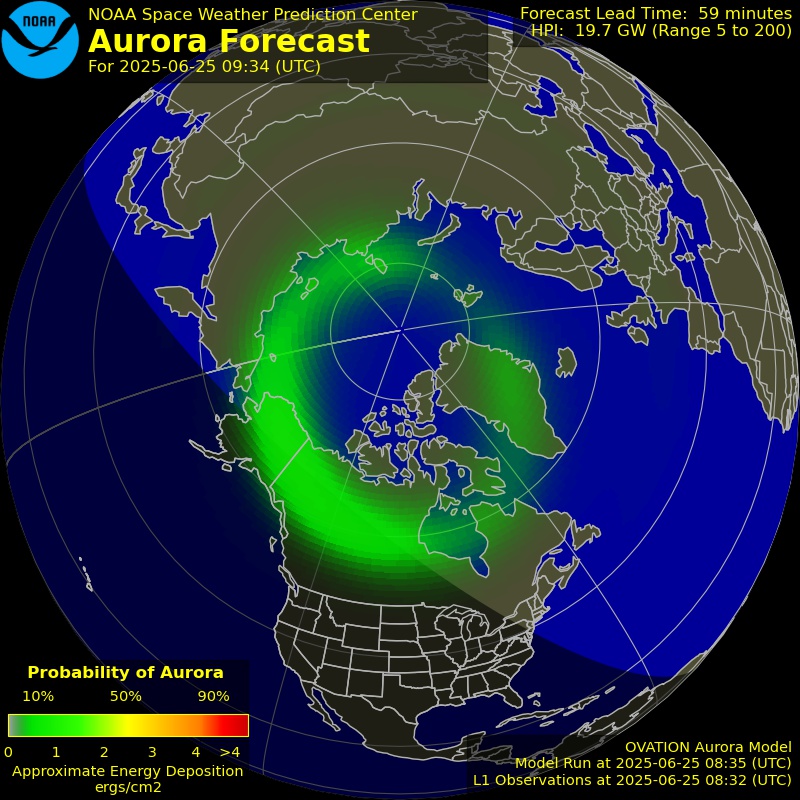 NOAA
NOAA Space Weather Prediction Center
Aurora Forecast
For 2025-06-25 09:34 (UTC)
Forecast Lead Time: 59 minutes
HPI: 19.7 GW (Range 5 to 200)
Probability of Aurora
10% 50% 90%
0 1 2 3 4 >4
Approximate Energy Deposition
ergs/cm2
OVATION Aurora Model
Model Run at 2025-06-25 08:35 (UTC)
L1 Observations at 2025-06-25 08:32 (UTC)